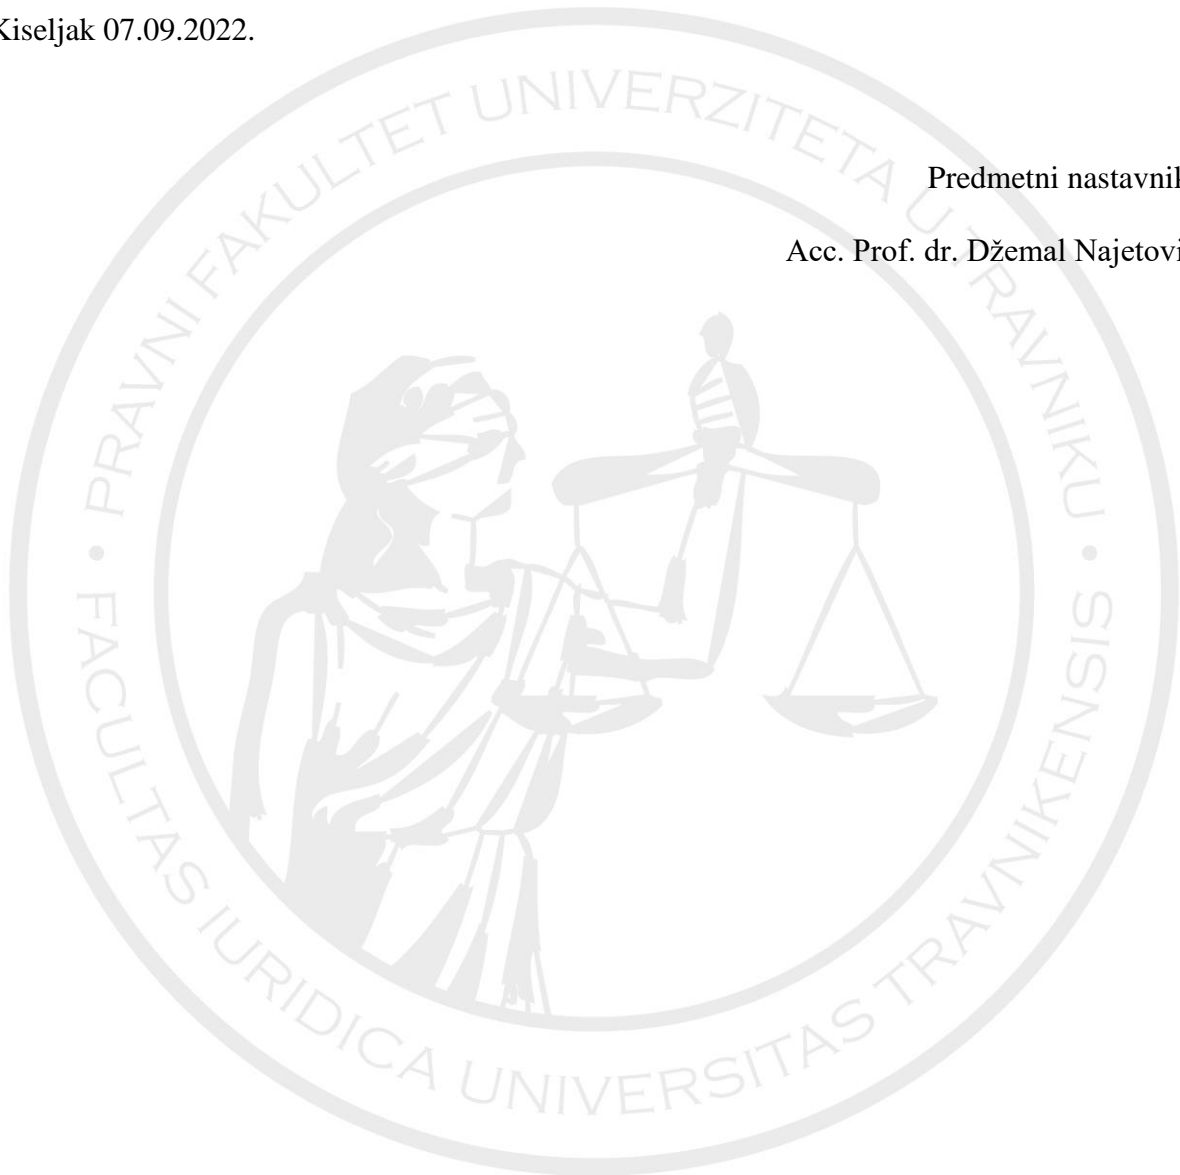 Kiseljak 07.09.2022.
Predmetni nastavnik
Acc. Prof. dr. Džemal Najetovi
PRAVNI FAKULTET UNIVERZITETA U TRAVNIKU
• FACULTAS IURIDICA UNIVERSITAS TRAVNIKENSIS •